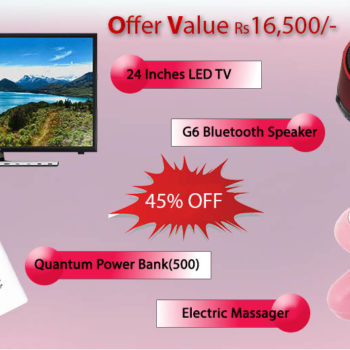 Offer Value Rs16,500/-
24 Inches LED TV
G6 Bluetooth Speaker
45% OFF
Quantum Power Bank(500)
Electric Massager